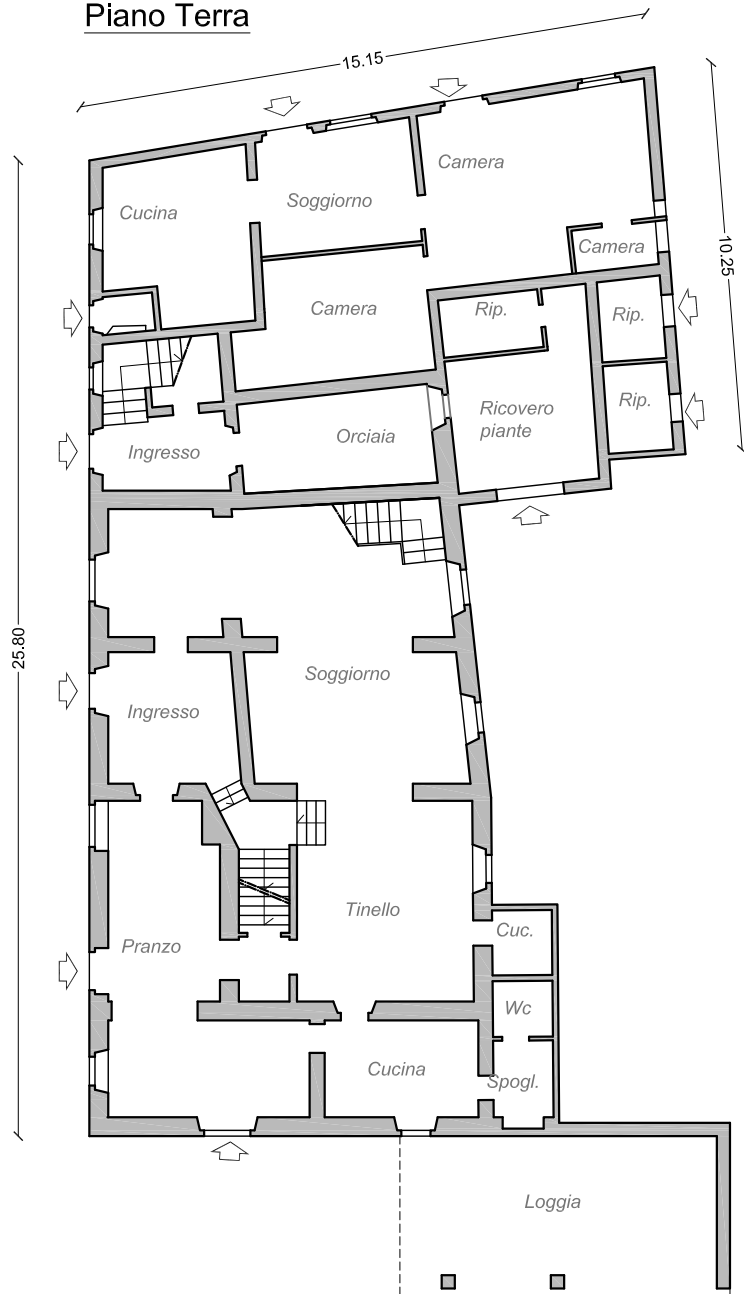 Piano Terra
15.15
Camera
Soggiorno
Cucina
Camera
10.25
Camera
Rip.
Rip.
Rip.
Ricovero
piante
Orciaia
Ingresso
25.80
Soggiorno
Ingresso
Tinello
Cuc.
Pranzo
Wc
Cucina
Spogl.
Loggia